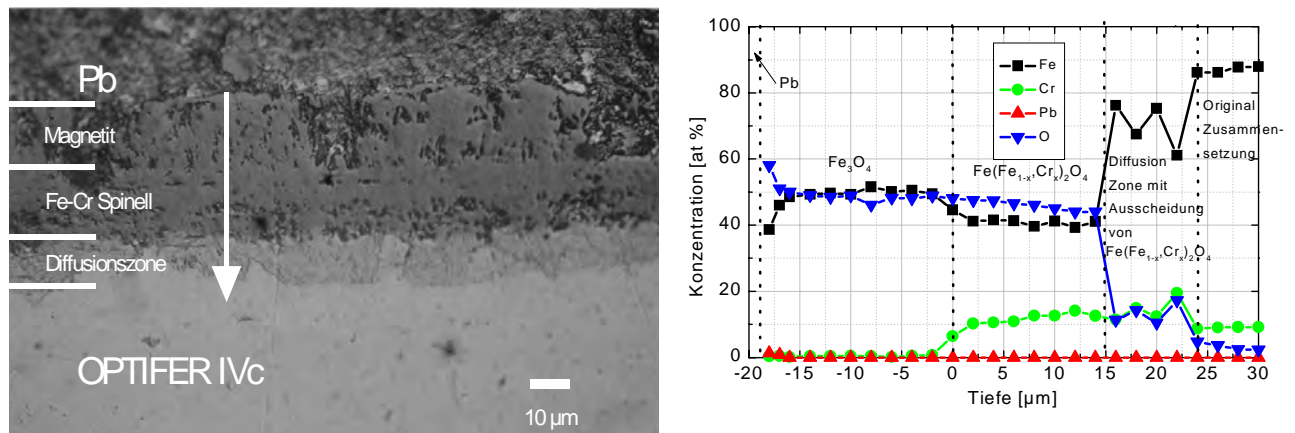 Pb
Magnetit
Fe-Cr Spinell
Diffusionszone
OPTIFER IVc
10 µm
Konzentration [at %]
100
80
60
40
20
0
-20
-15
-10
-5
0
5
10
15
20
25
30
Tiefe [µm]
Fe
Cr
Pb
O
Pb
Fe3O4
Fe(Fe1-x,Crx)2O4
Diffusion
Zone mit
Ausscheidung
von
Fe(Fe1-x,Crx)2O4
Original
Zusammen-
setzung